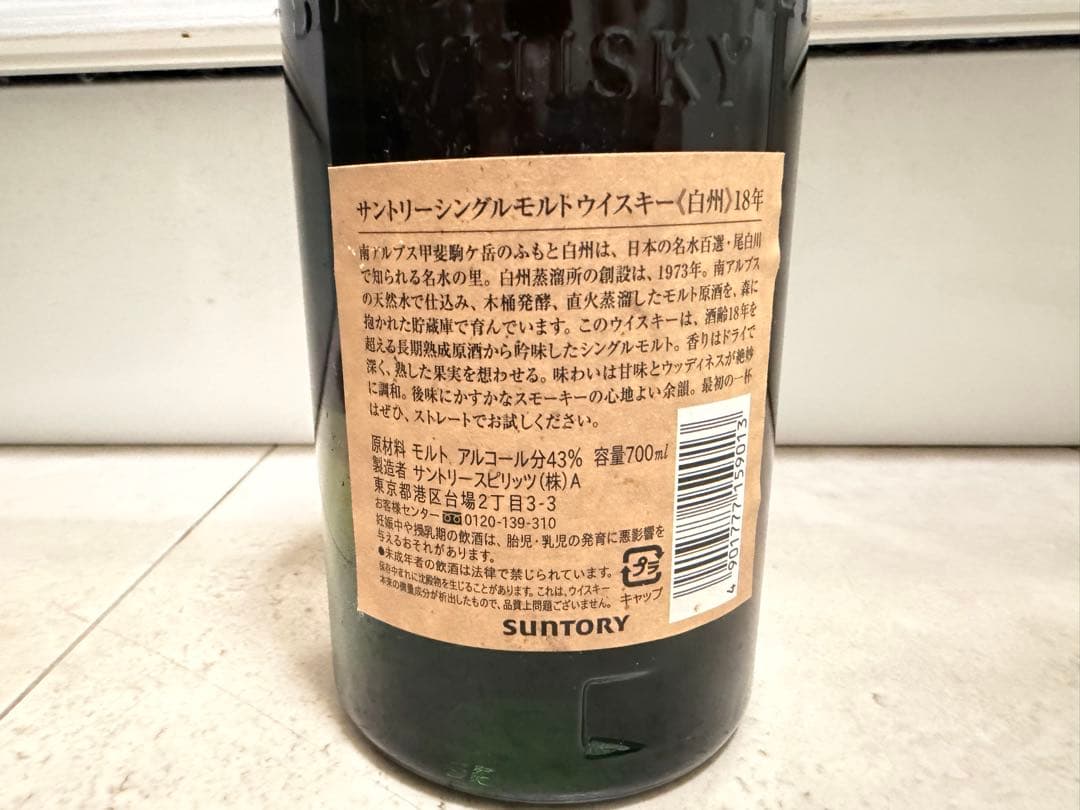 WHISKY
サントリーシングルモルトウイスキー《白州》18年
南アルプス甲斐駒ケ岳のふもと白州は、日本の名水百選・尾白川
で知られる名水の里。白州蒸溜所の創設は、1973年。南アルプス
の天然水で仕込み、木桶発酵、直火蒸溜したモルト原酒を、森に
抱かれた貯蔵庫で育んでいます。このウイスキーは、酒齢18年を
超える長期熟成原酒から吟味したシングルモルト。香りはドライで
深く、熟した果実を想わせる。味わいは甘味とウッディネスが絶妙
に調和。後味にかすかなスモーキーの心地よい余韻。最初の一杯
はぜひ、ストレートでお試しください。
原材料 モルト アルコール分43% 容量700ml
製造者 サントリースピリッツ(株)A
東京都港区台場2丁目3-3
お客様センター 0120-139-310
妊娠中や授乳期の飲酒は、胎児・乳児の発育に悪影響を
与えるおそれがあります。
●未成年者の飲酒は法律で禁じられています。
保存中まれに沈殿物を生じることがあります。これは、ウイスキー
本来の微量成分が析出したもので、品質上問題ございません。
プラ
キャップ
4 901777 159013
SUNTORY